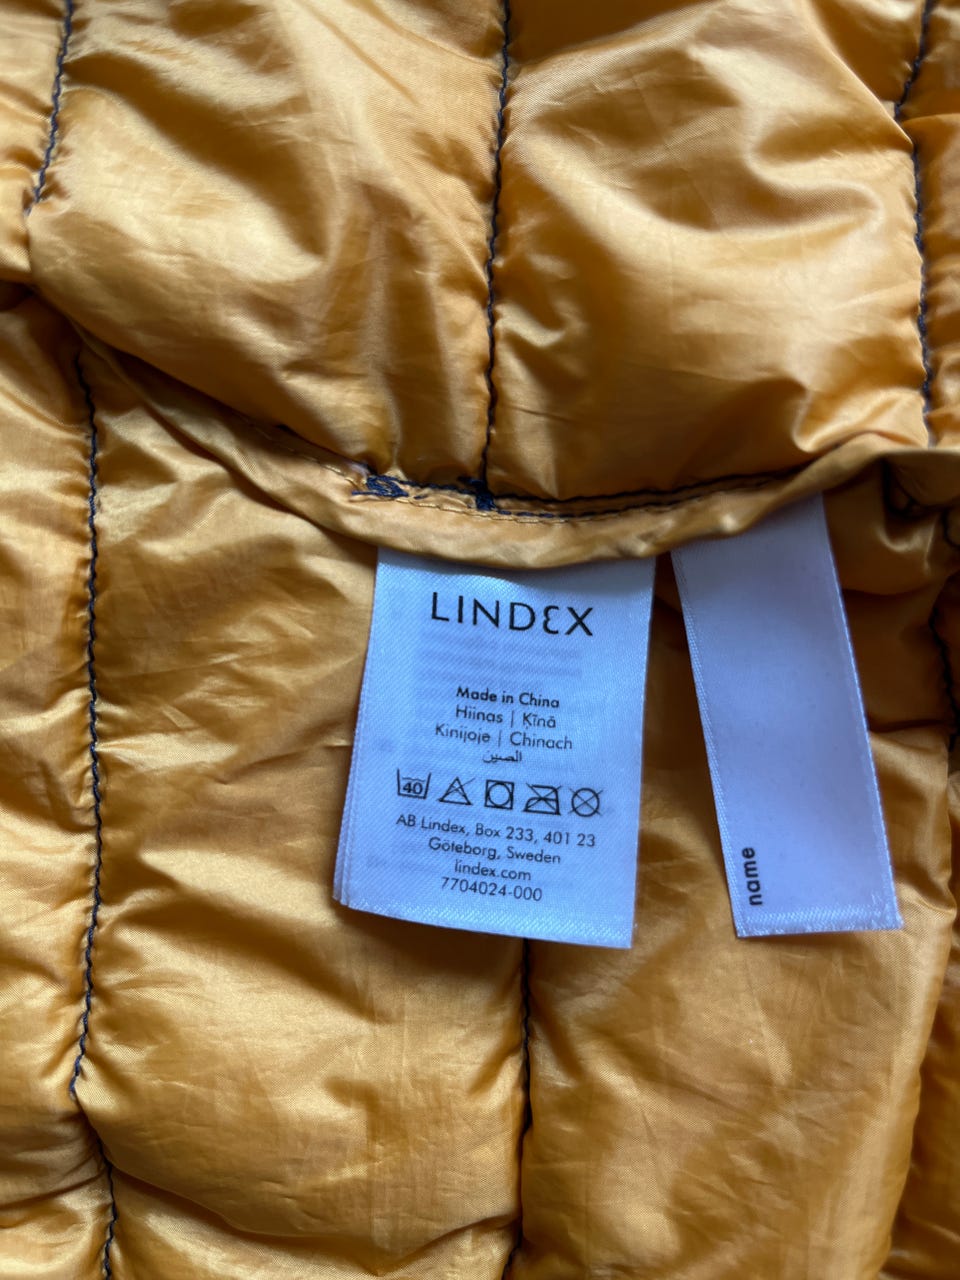 LINDEX
Made in China
Hiinas | Ķīnā
Kinijoje | Chinach
الصين
40
AB Lindex, Box 233, 401 23
Göteborg, Sweden
lindex.com
7704024-000
name